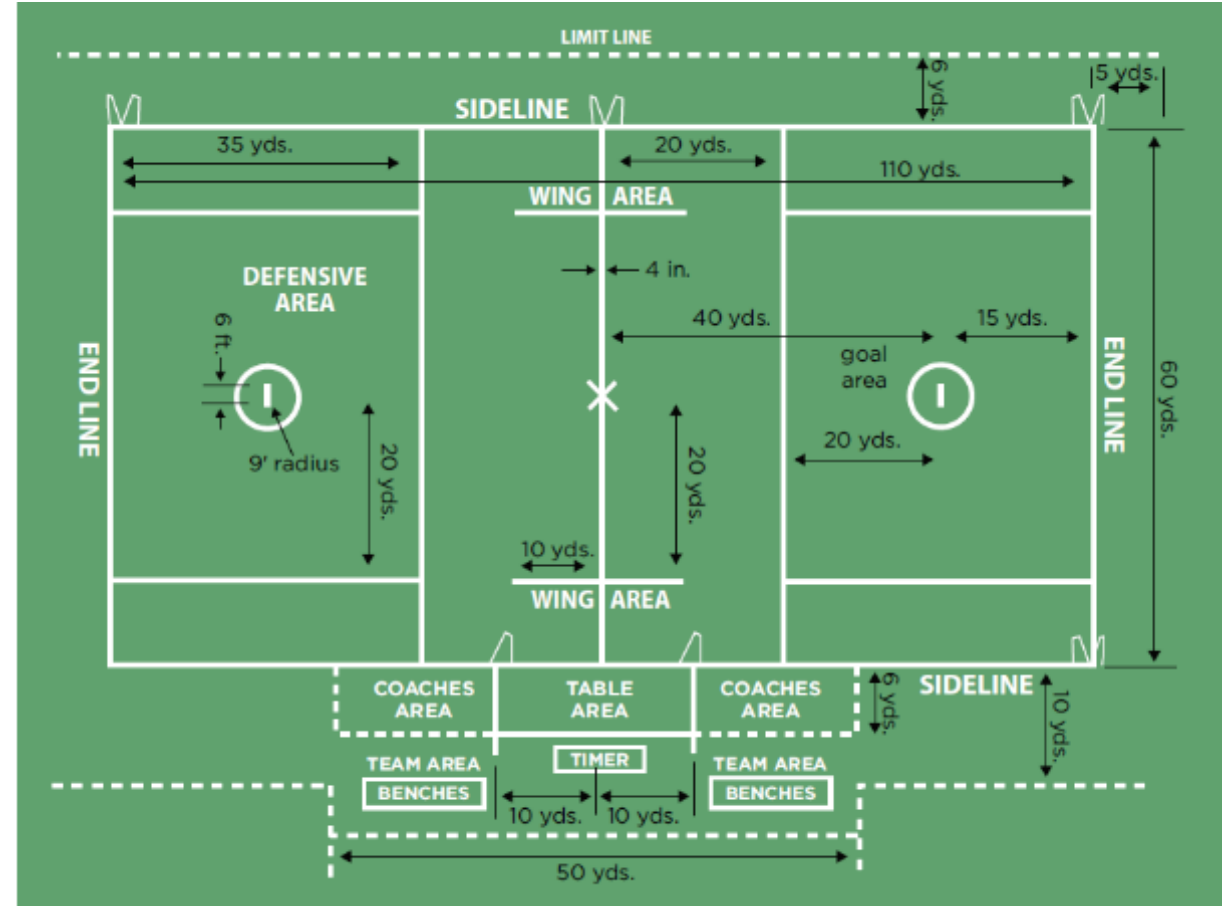 LIMIT LINE
6 yds.
5 yds.
SIDELINE
35 yds.
20 yds.
110 yds.
WING AREA
4 in.
DEFENSIVE
AREA
6 ft.
40 yds.
15 yds.
goal
area
END LINE
END LINE
60 yds.
9' radius
20 yds.
20 yds.
20 yds.
10 yds.
WING AREA
COACHES
AREA
TABLE
AREA
COACHES
AREA
6 yds.
SIDELINE
10 yds.
TEAM AREA
TIMER
TEAM AREA
BENCHES
BENCHES
10 yds.
10 yds.
50 yds.